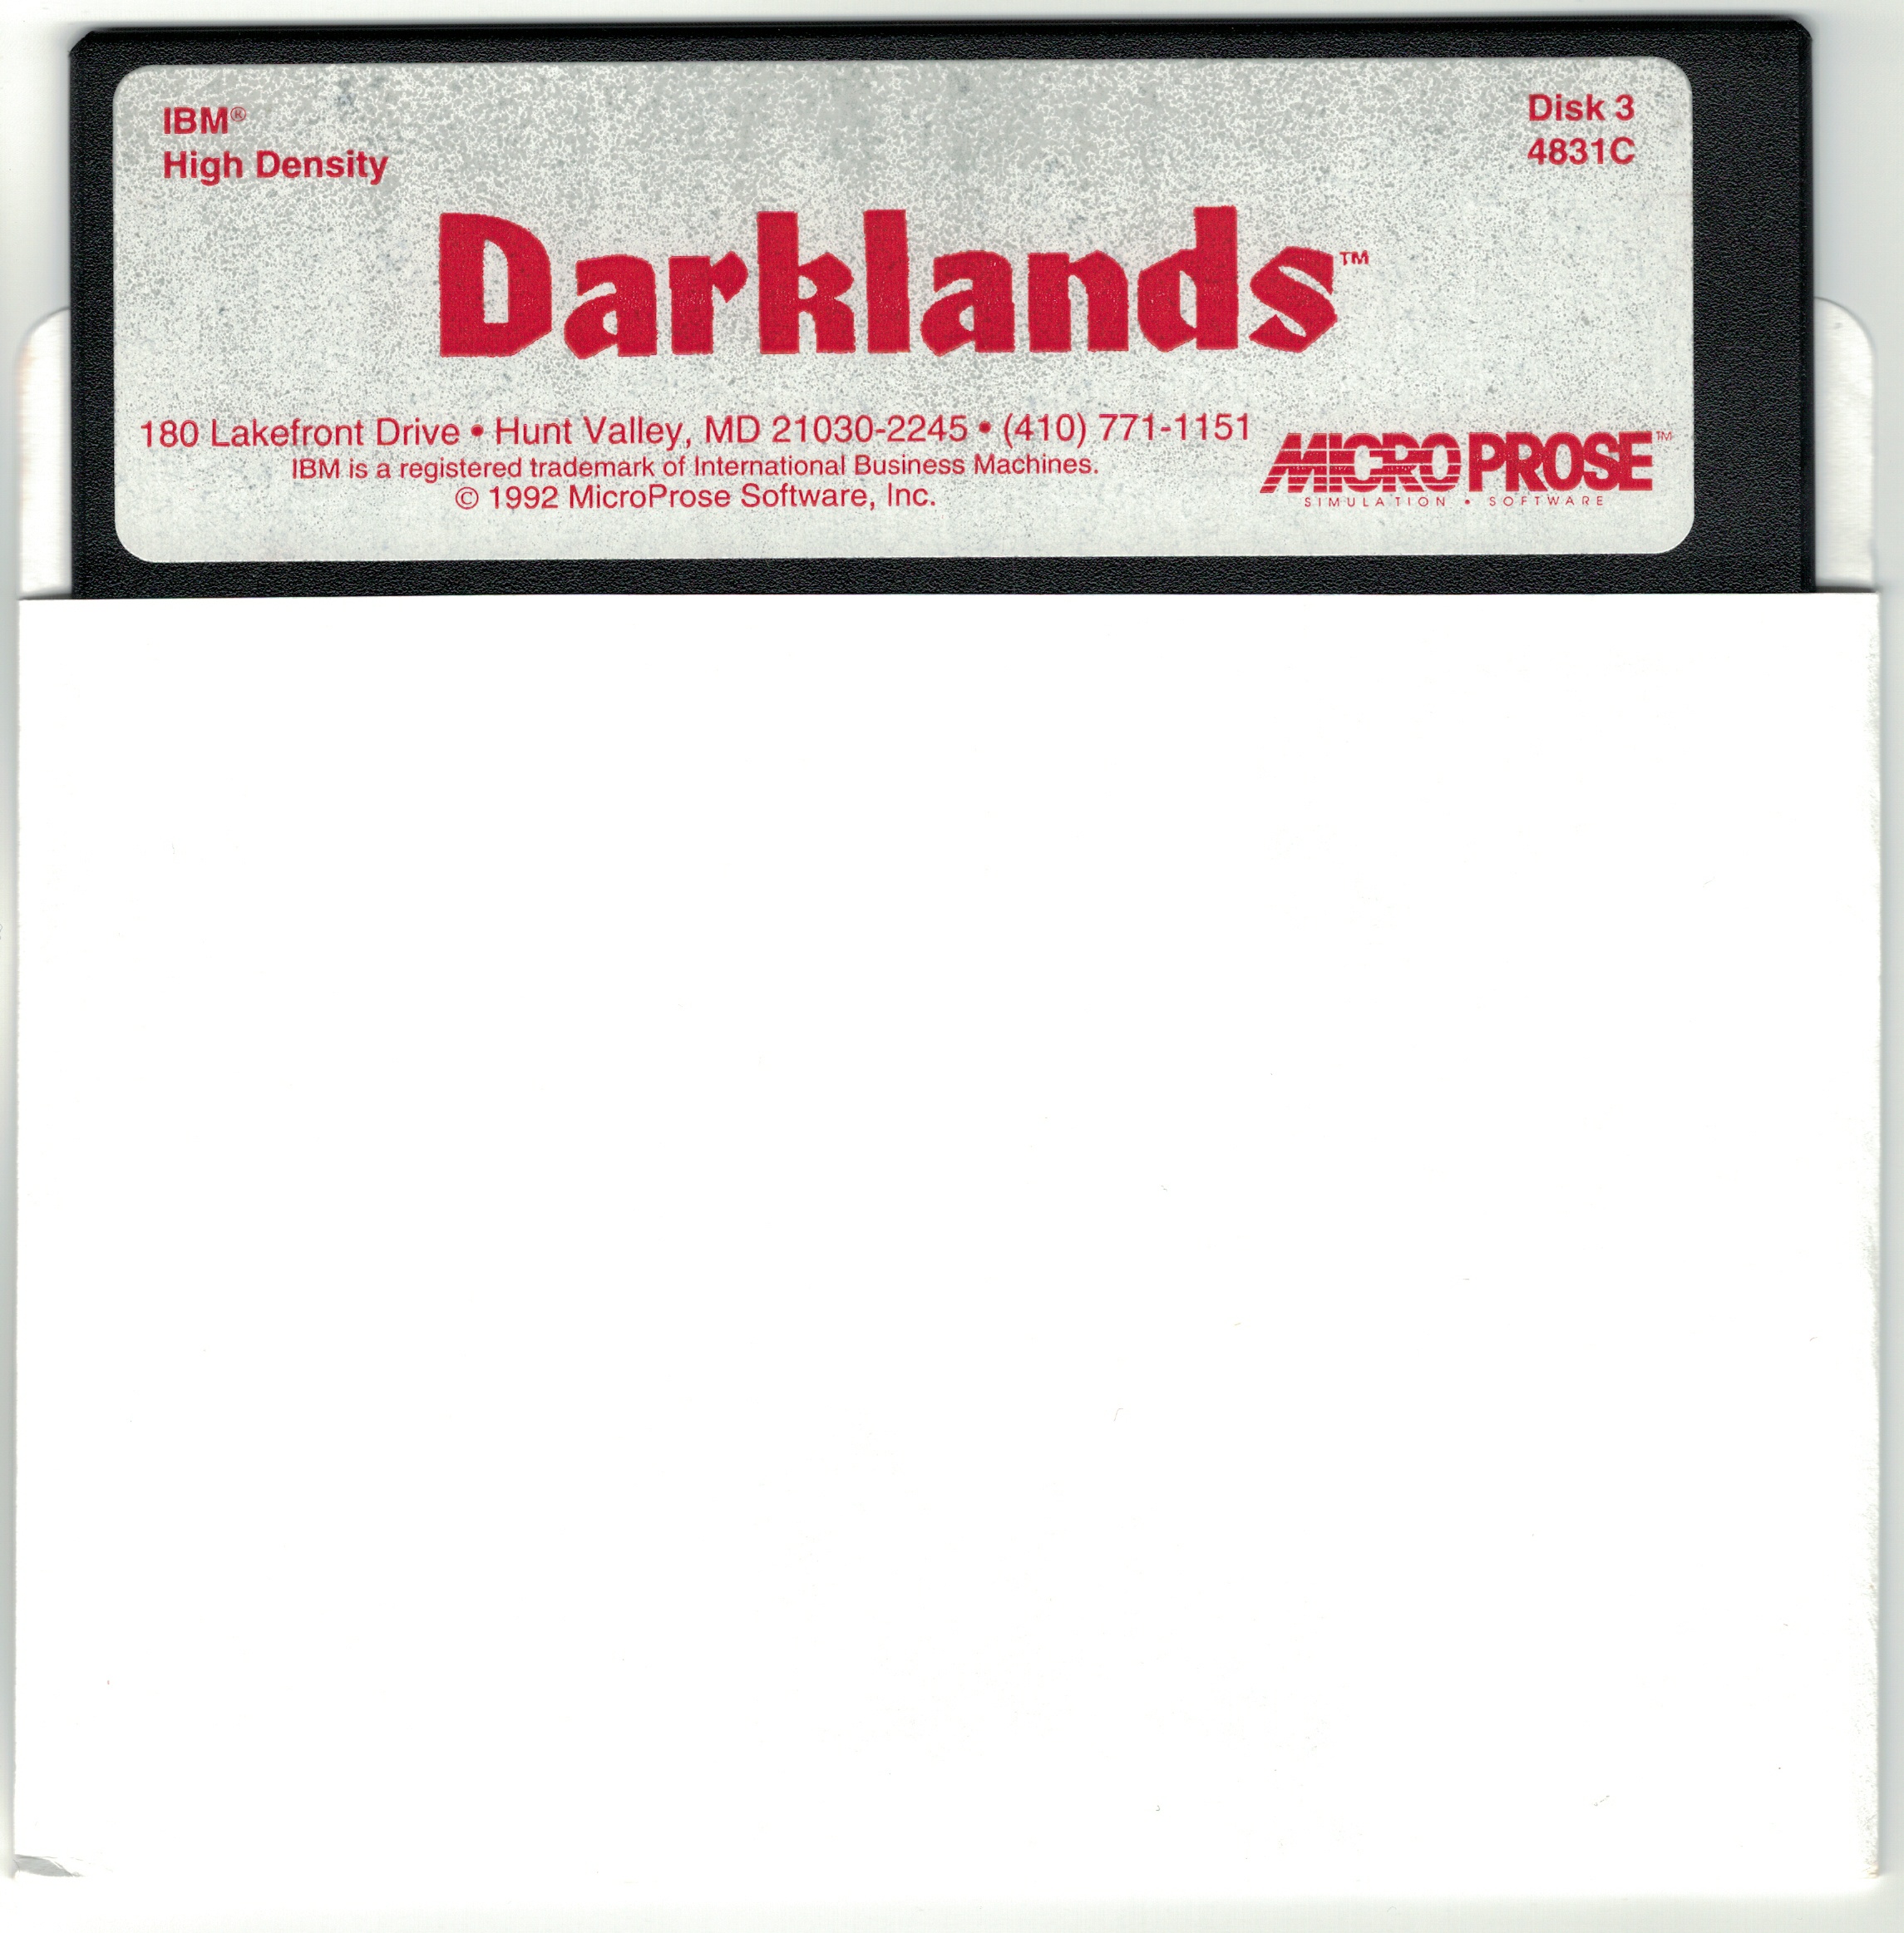 IBM®
High Density
Disk 3
4831C
Darklands™
180 Lakefront Drive • Hunt Valley, MD 21030-2245 • (410) 771-1151
IBM is a registered trademark of International Business Machines.
© 1992 MicroProse Software, Inc.
MICROPROSE™
SIMULATION • SOFTWARE